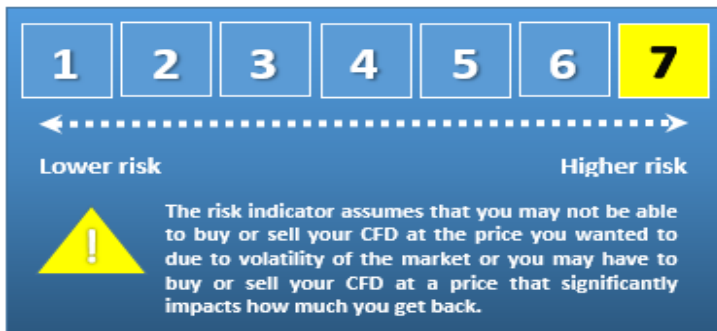 1 2 3 4 5 6 7
Lower risk Higher risk
!
The risk indicator assumes that you may not be able
to buy or sell your CFD at the price you wanted to
due to volatility of the market or you may have to
buy or sell your CFD at a price that significantly
impacts how much you get back.